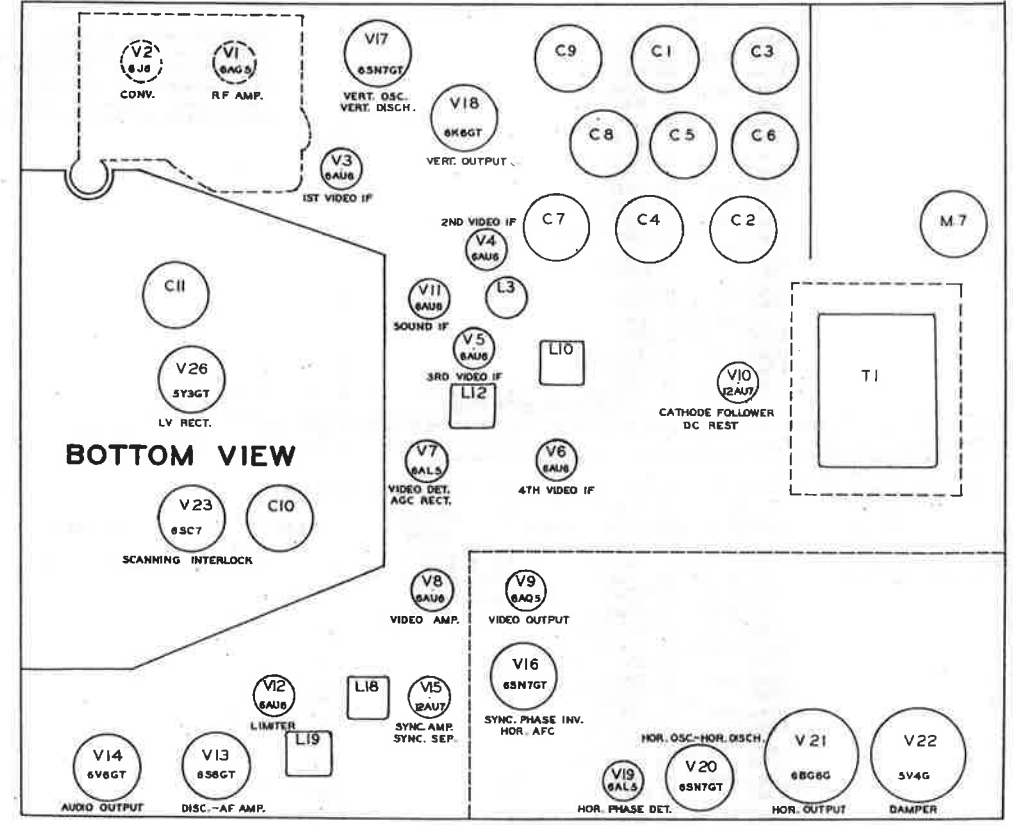 V2
6J6
CONV.
V1
6AG5
R F AMP.
V17
6SN7GT
VERT. OSC.
VERT. DISCH.
V18
6K6GT
VERT. OUTPUT
C9
C1
C3
C8
C5
C6
C7
C4
C2
M.7
V3
6AU6
1ST VIDEO IF
2ND VIDEO IF
V4
6AU6
C11
V11
6AU6
SOUND IF
L3
V5
6AU6
3RD VIDEO IF
L10
L12
V26
5Y3GT
LV RECT.
V10
12AU7
CATHODE FOLLOWER
DC REST
T1
BOTTOM VIEW
V7
6AL5
VIDEO DET.
AGC RECT.
V6
6AU6
4TH VIDEO IF
V23
6SC7
SCANNING INTERLOCK
C10
V8
6AU6
VIDEO AMP.
V9
6AQ5
VIDEO OUTPUT
V16
6SN7GT
SYNC. PHASE INV.
HOR. AFC
V12
6AU6
LIMITER
L18
V15
12AU7
SYNC. AMP.
SYNC. SEP.
L19
V14
6V6GT
AUDIO OUTPUT
V13
6S8GT
DISC.-AF AMP.
HOR. OSC-HOR. DISCH.
V19
6AL5
HOR. PHASE DET.
V20
6SN7GT
V21
6BG6G
HOR. OUTPUT
V22
5V4G
DAMPER